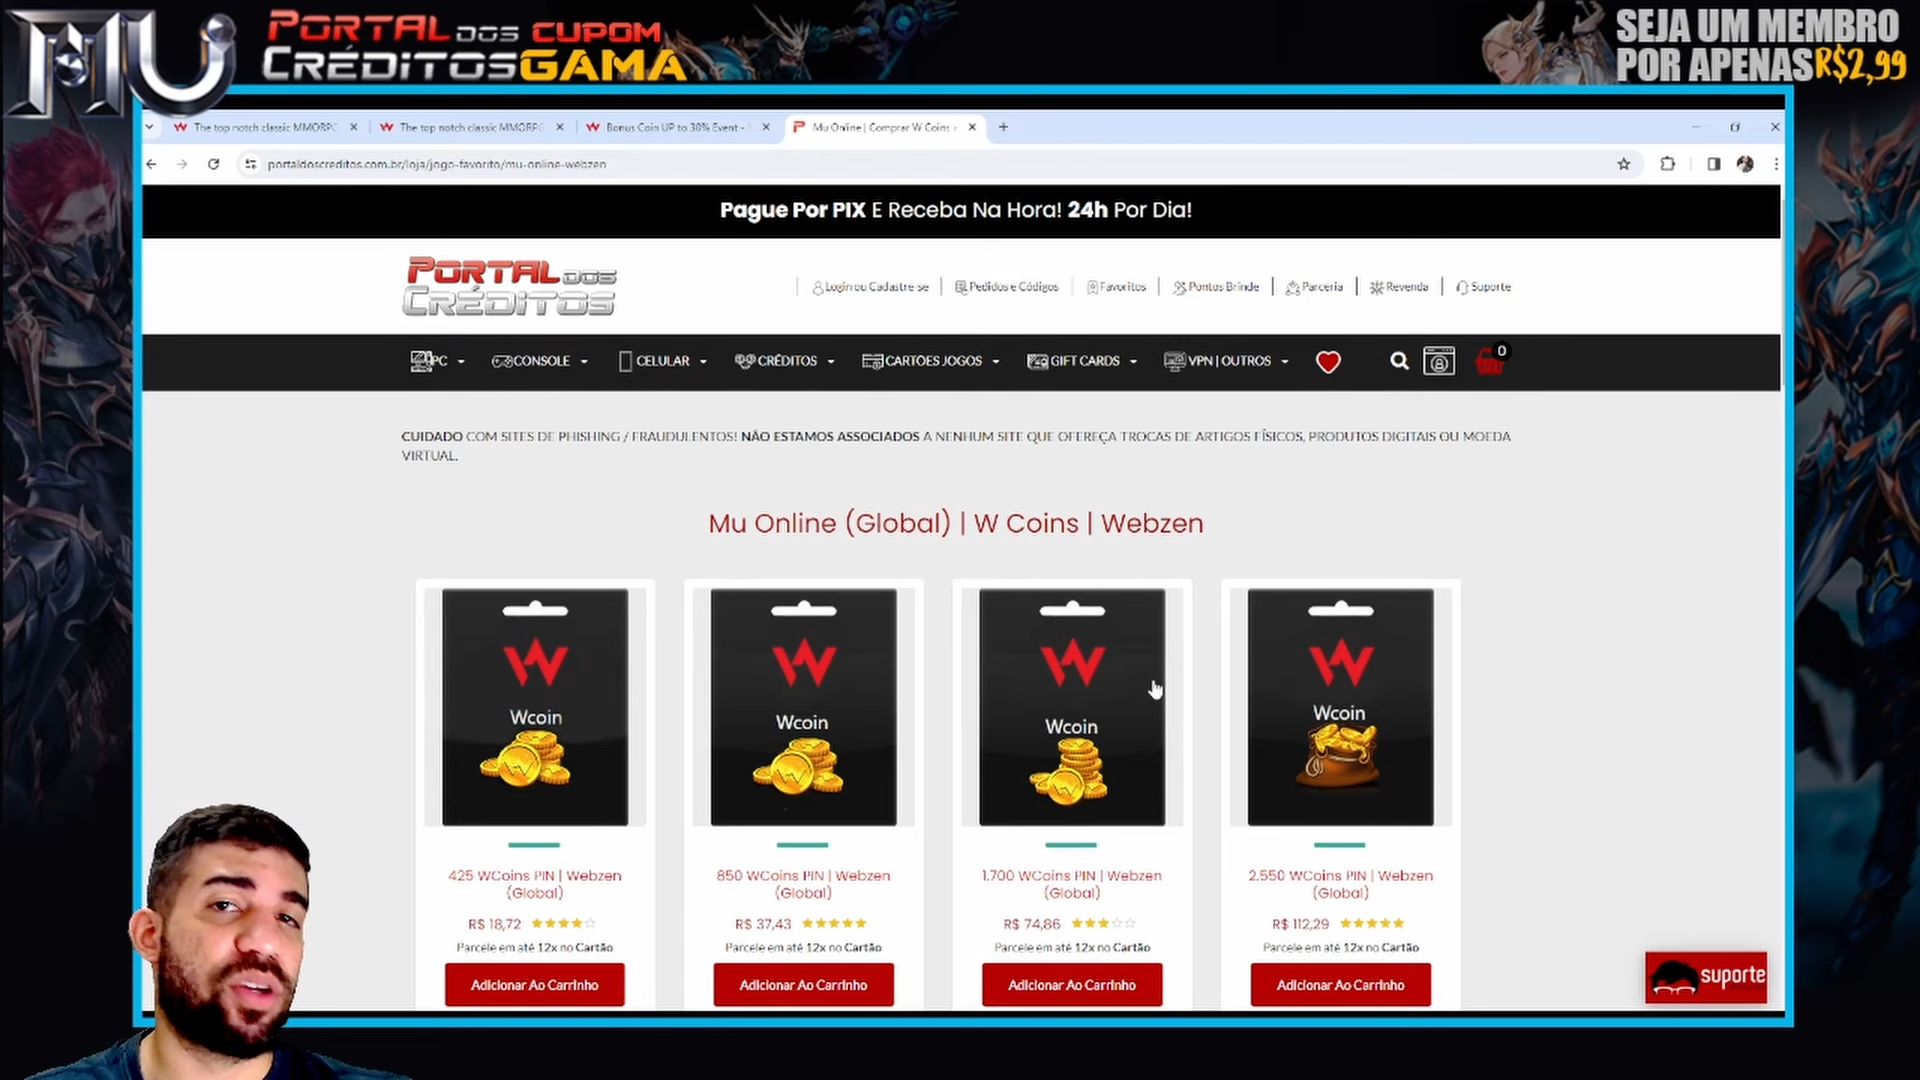 MU
PORTAL DOS CUPOM
CRÉDITOS GAMA
SEJA UM MEMBRO
POR APENAS R$2,99
The top notch classic MMORPG
The top notch classic MMORPG
Bonus Coin UP to 30% Event -
Mu Online | Comprar W Coins
portaldoscreditos.com.br/loja/jogo-favorito/mu-online-webzen
Pague Por PIX E Receba Na Hora! 24h Por Dia!
PORTAL DOS
CRÉDITOS
Login ou Cadastre-se
Pedidos e Códigos
Favoritos
Pontos Brinde
Parceria
Revenda
Suporte
PC
CONSOLE
CELULAR
CRÉDITOS
CARTÕES JOGOS
GIFT CARDS
VPN | OUTROS
0
CUIDADO COM SITES DE PHISHING / FRAUDULENTOS! NÃO ESTAMOS ASSOCIADOS A NENHUM SITE QUE OFEREÇA TROCAS DE ARTIGOS FÍSICOS, PRODUTOS DIGITAIS OU MOEDA
VIRTUAL.
Mu Online (Global) | W Coins | Webzen
Wcoin
Wcoin
Wcoin
Wcoin
425 WCoins PIN | Webzen
(Global)
R$ 18,72
Parcele em até 12x no Cartão
Adicionar Ao Carrinho
850 WCoins PIN | Webzen
(Global)
R$ 37,43
Parcele em até 12x no Cartão
Adicionar Ao Carrinho
1.700 WCoins PIN | Webzen
(Global)
R$ 74,86
Parcele em até 12x no Cartão
Adicionar Ao Carrinho
2.550 WCoins PIN | Webzen
(Global)
R$ 112,29
Parcele em até 12x no Cartão
Adicionar Ao Carrinho
suporte